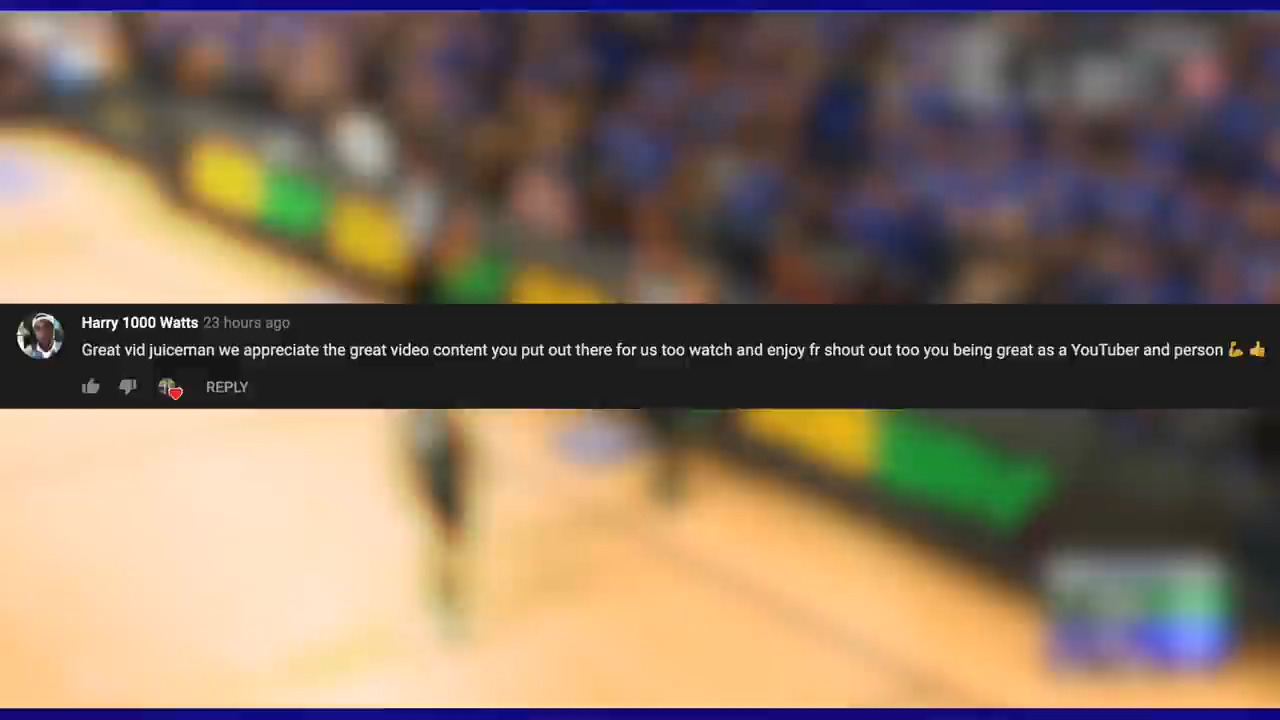 Harry 1000 Watts 23 hours ago
Great vid juiceman we appreciate the great video content you put out there for us too watch and enjoy fr shout out too you being great as a YouTuber and person 💪 👍
REPLY